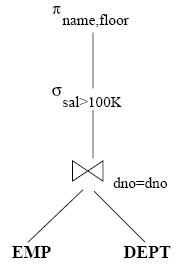 π name,floor
σ sal>100K
dno=dno
EMP DEPT